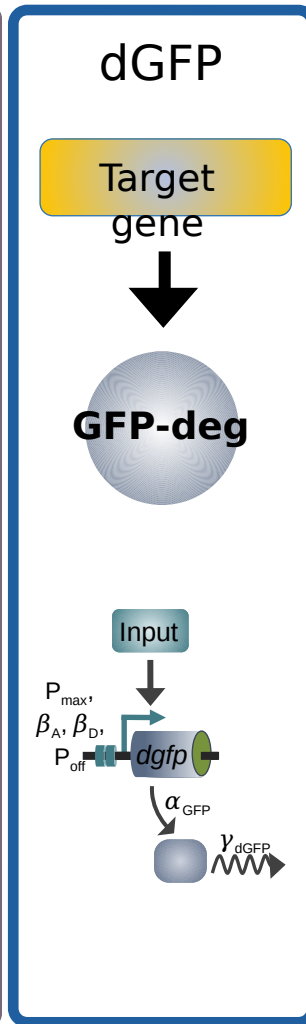 dGFP
Target
gene
GFP-deg
Input
Pmax,
βA, βD,
Poff
dgfp
αGFP
γdGFP